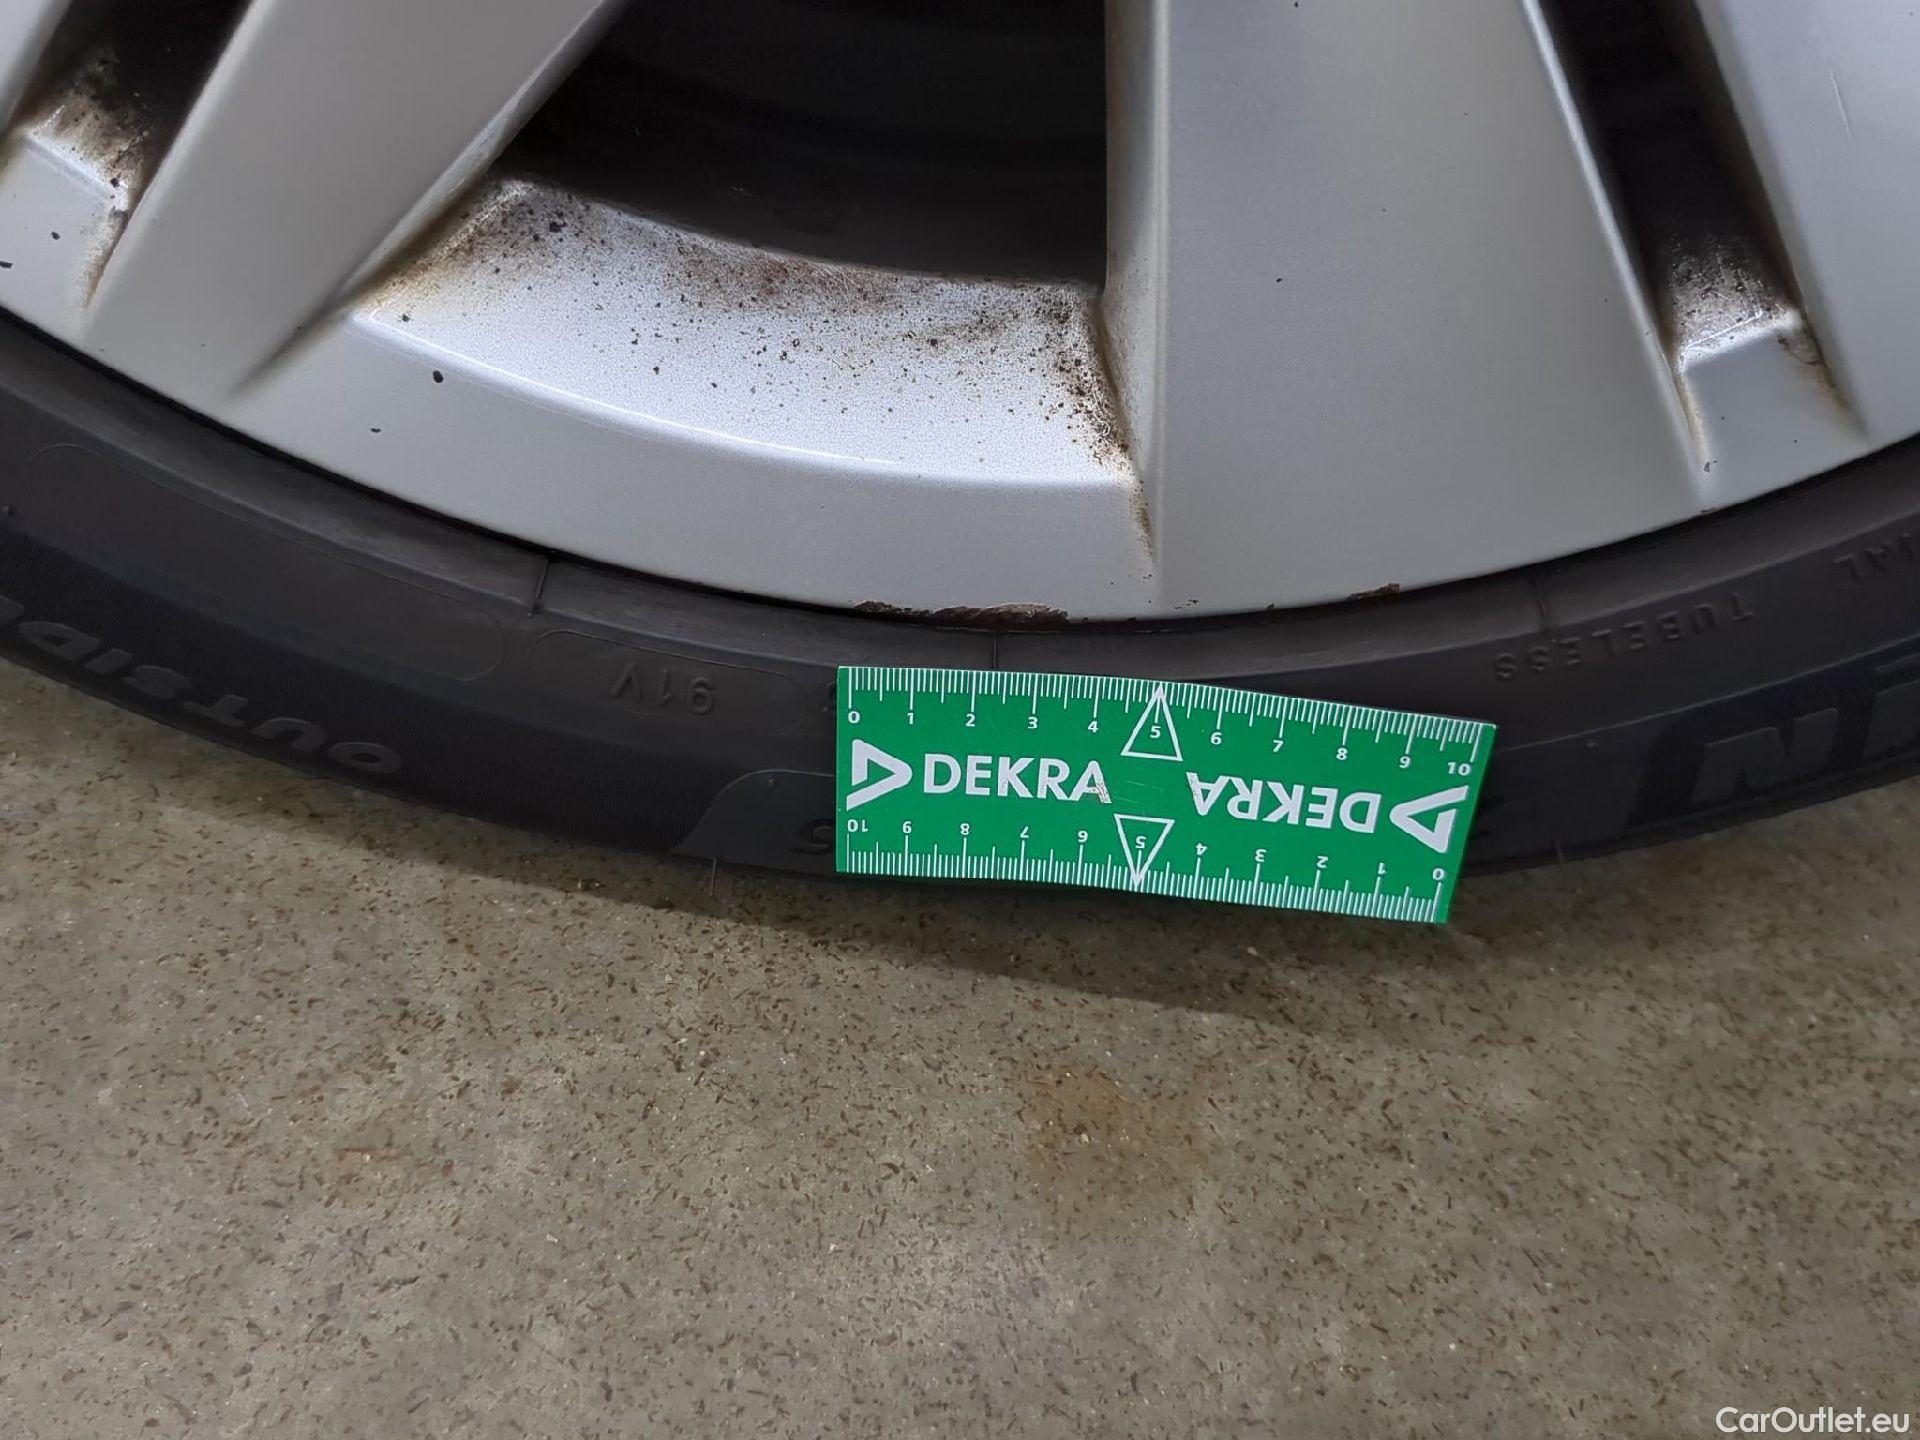 OUTSID
91V
TUBELESS
0 1 2 3 4 5 6 7 8 9 10
DEKRA
DEKRA
10 9 8 7 6 5 4 3 2 1 0
CarOutlet.eu